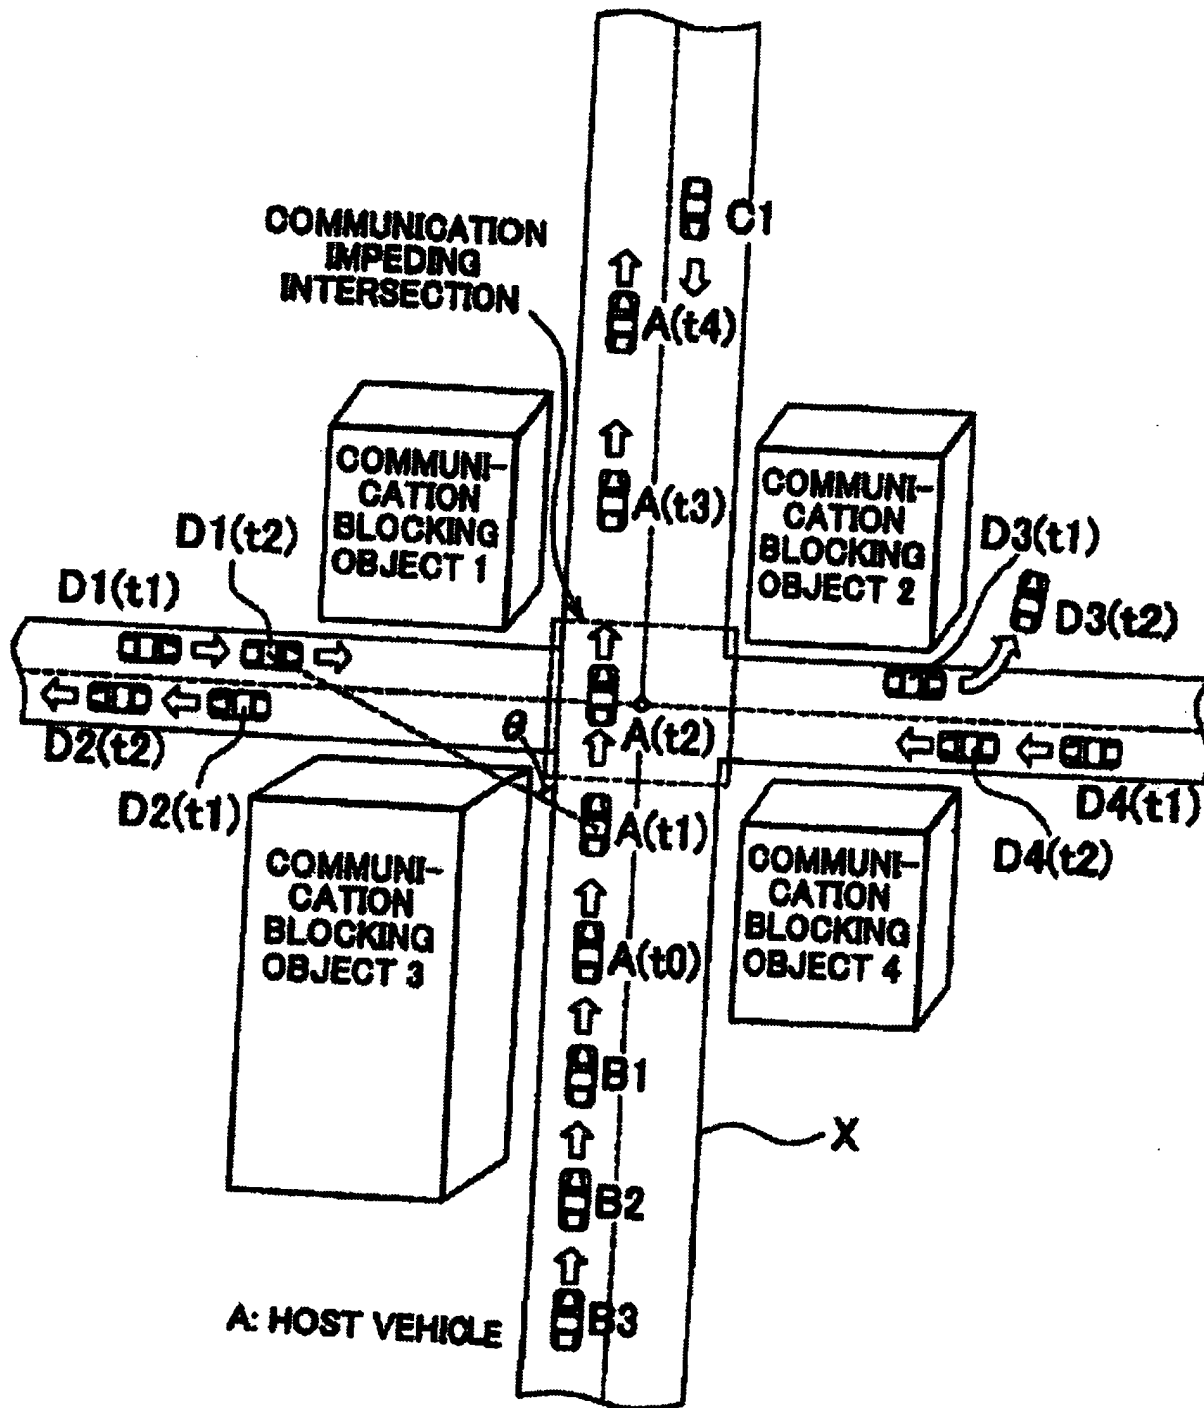 C1
COMMUNICATION
IMPEDING
INTERSECTION
A(t4)
COMMUNI-
CATION
BLOCKING
OBJECT 1
COMMUNI-
CATION
BLOCKING
OBJECT 2
A(t3)
D1(t2)
D3(t1)
D1(t1)
D3(t2)
A(t2)
D2(t2)
θ
D2(t1)
A(t1)
D4(t1)
D4(t2)
COMMUNI-
CATION
BLOCKING
OBJECT 3
COMMUNI-
CATION
BLOCKING
OBJECT 4
A(t0)
B1
X
B2
B3
A: HOST VEHICLE